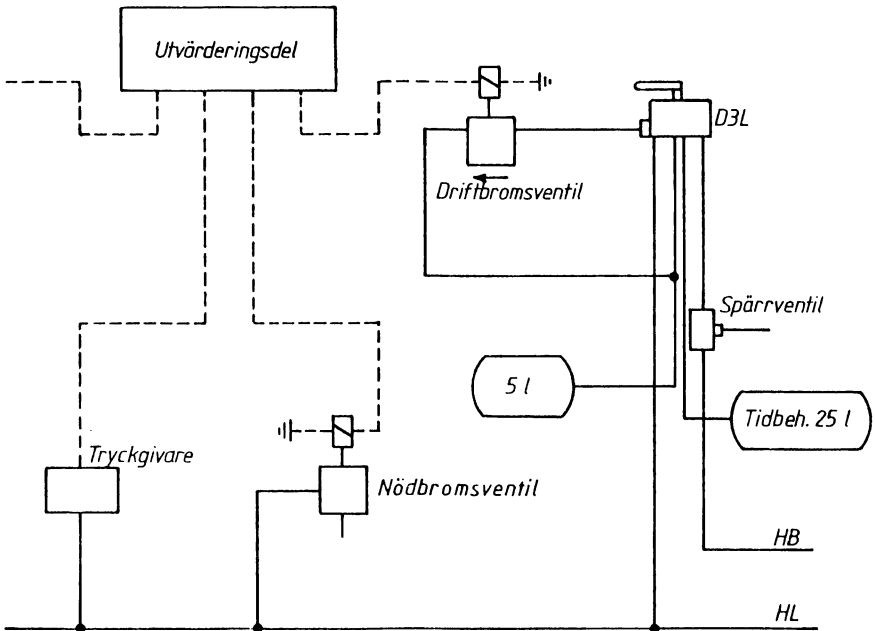 Utvärderingsdel
D3L
Driftbromsventil
Spärrventil
5 l
Tidbeh. 25 l
Tryckgivare
Nödbromsventil
HB
HL